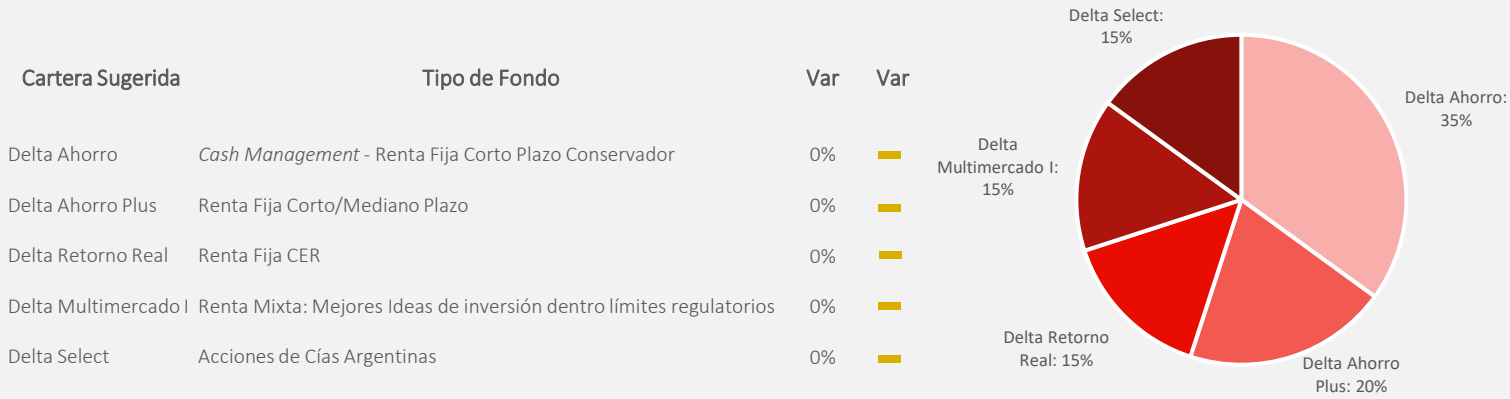 Cartera Sugerida Tipo de Fondo Var Var
Delta Ahorro Cash Management - Renta Fija Corto Plazo Conservador 0%
Delta Ahorro Plus Renta Fija Corto/Mediano Plazo 0%
Delta Retorno Real Renta Fija CER 0%
Delta Multimercado I Renta Mixta: Mejores Ideas de inversión dentro límites regulatorios 0%
Delta Select Acciones de Cías Argentinas 0%
Delta Select:
15%
Delta Ahorro:
35%
Delta
Multimercado I:
15%
Delta Retorno
Real: 15%
Delta Ahorro
Plus: 20%